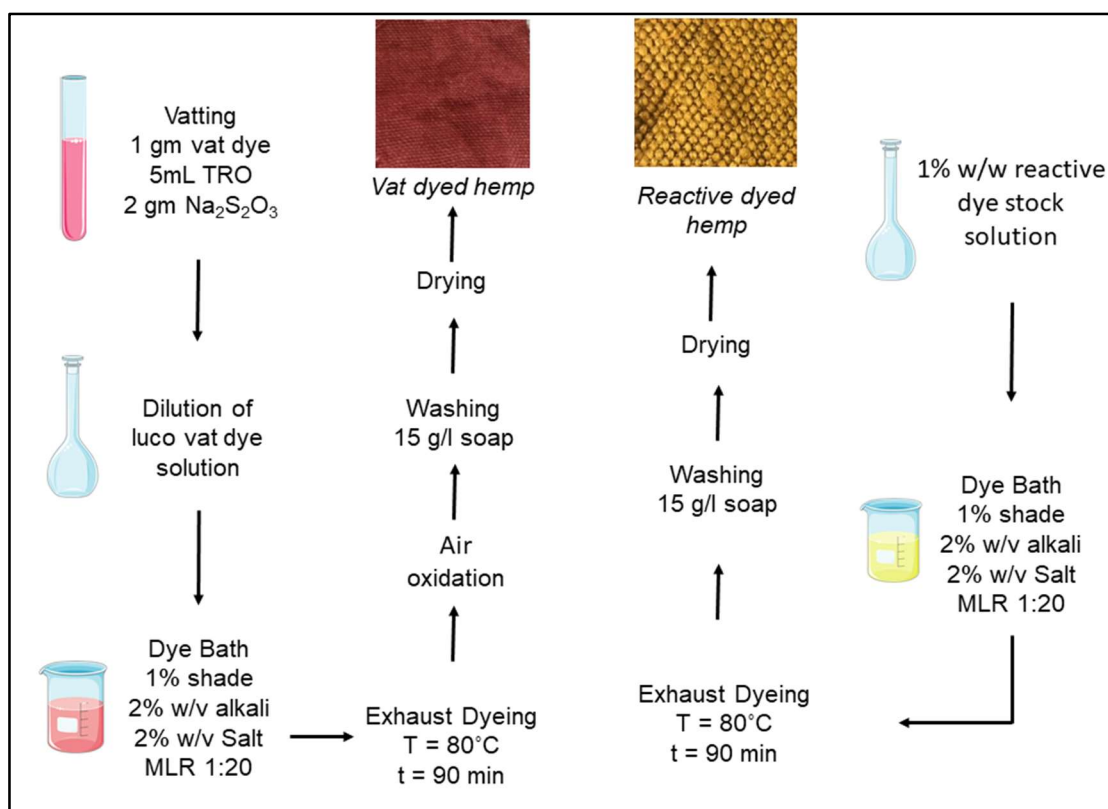 Vatting
1 gm vat dye
5mL TRO
2 gm Na₂S₂O₃
Dilution of
luco vat dye
solution
Dye Bath
1% shade
2% w/v alkali
2% w/v Salt
MLR 1:20
Exhaust Dyeing
T = 80°C
t = 90 min
Air
oxidation
Washing
15 g/l soap
Drying
Vat dyed hemp
1% w/w reactive
dye stock
solution
Dye Bath
1% shade
2% w/v alkali
2% w/v Salt
MLR 1:20
Exhaust Dyeing
T = 80°C
t = 90 min
Washing
15 g/l soap
Drying
Reactive dyed
hemp